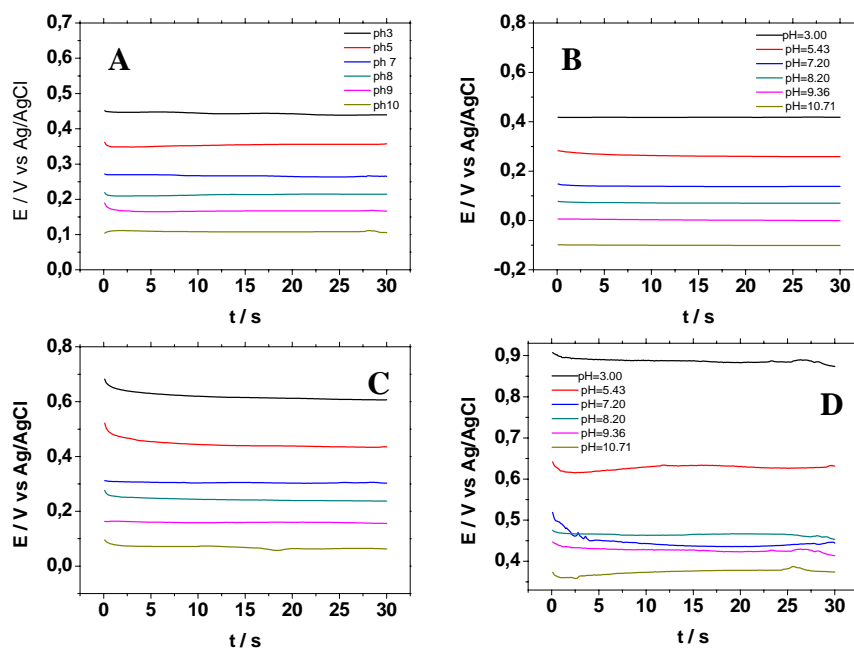 A
ph3
ph5
ph 7
ph8
ph9
ph10
0,7
0,6
0,5
0,4
0,3
0,2
0,1
0,0
E / V vs Ag/AgCl
0 5 10 15 20 25 30
t / s
B
pH=3.00
pH=5.43
pH=7.20
pH=8.20
pH=9.36
pH=10.71
0,8
0,6
0,4
0,2
0,0
-0,2
E / V vs Ag/AgCl
0 5 10 15 20 25 30
t / s
C
0,8
0,6
0,4
0,2
0,0
E / V vs Ag/AgCl
0 5 10 15 20 25 30
t / s
D
pH=3.00
pH=5.43
pH=7.20
pH=8.20
pH=9.36
pH=10.71
0,9
0,8
0,7
0,6
0,5
0,4
E / V vs Ag/AgCl
0 5 10 15 20 25 30
t / s